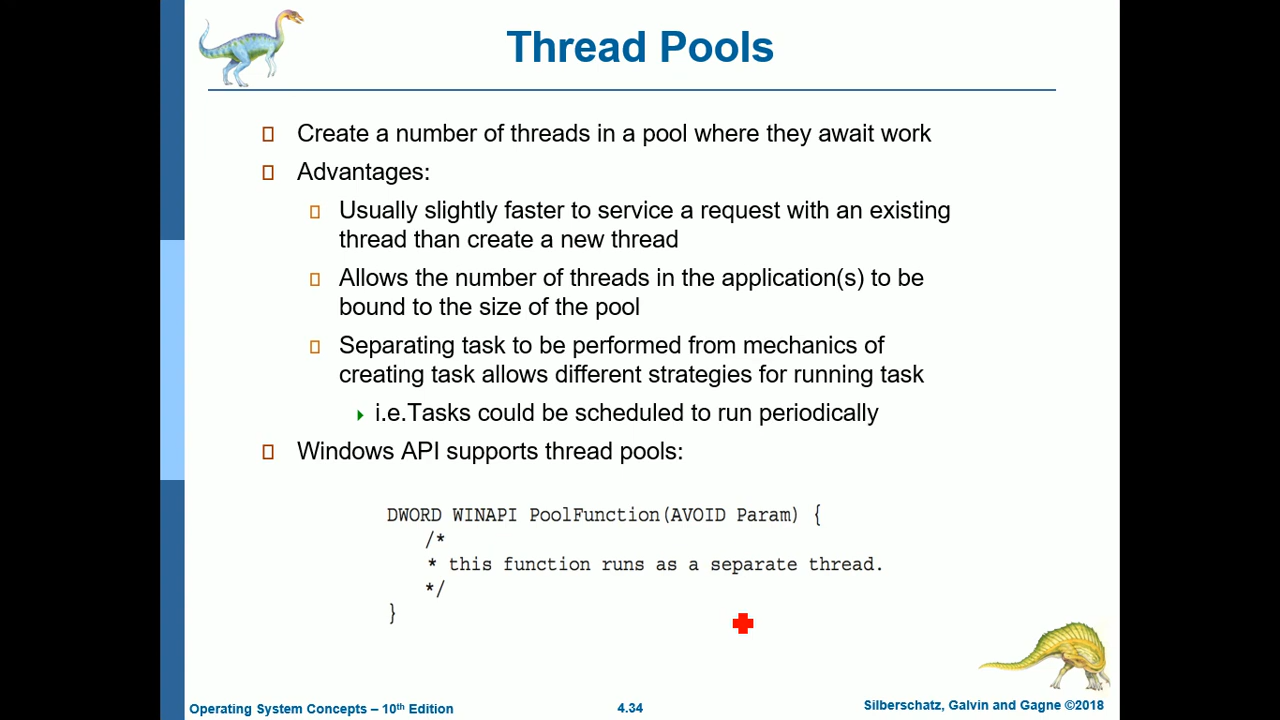 Thread Pools
Create a number of threads in a pool where they await work
Advantages:
Usually slightly faster to service a request with an existing
thread than create a new thread
Allows the number of threads in the application(s) to be
bound to the size of the pool
Separating task to be performed from mechanics of
creating task allows different strategies for running task
i.e.Tasks could be scheduled to run periodically
Windows API supports thread pools:
DWORD WINAPI PoolFunction(AVOID Param) {
/*
* this function runs as a separate thread.
*/
}
Operating System Concepts – 10th Edition
4.34
Silberschatz, Galvin and Gagne ©2018